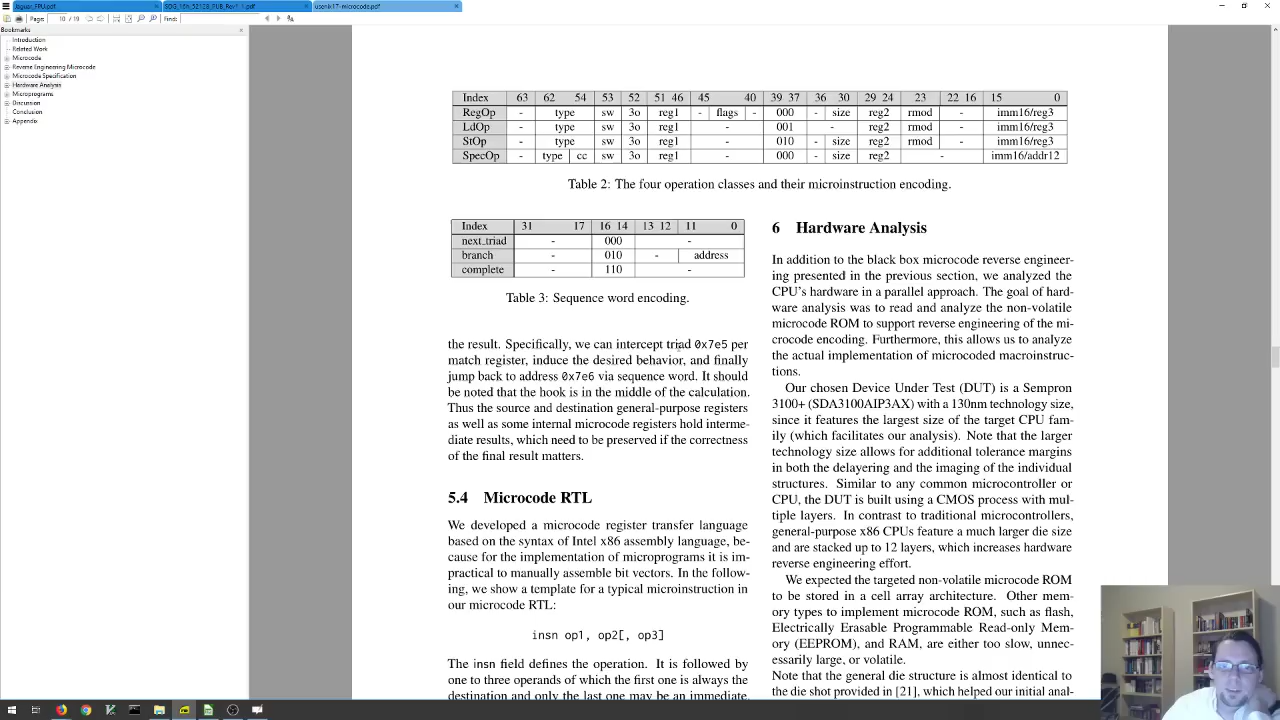 Jaguar_FPU.pdf
SOG_16h_52128_PUB_Rev1_1.pdf
usenix17-microcode.pdf
Page: 10 / 19
Find:
Bookmarks
Introduction
Related Work
Microcode
Reverse Engineering Microcode
Microcode Specification
Hardware Analysis
Microprograms
Discussion
Conclusion
Appendix
Index 63 62 54 53 52 51 46 45 40 39 37 36 30 29 24 23 22 16 15 0
RegOp - type sw 3o reg1 - flags - 000 - size reg2 rmod - imm16/reg3
LdOp - type sw 3o reg1 - 001 - reg2 rmod - imm16/reg3
StOp - type sw 3o reg1 - 010 - size reg2 rmod - imm16/reg3
SpecOp - type cc sw 3o reg1 - 000 - size reg2 - imm16/addr12
Table 2: The four operation classes and their microinstruction encoding.
Index 31 17 16 14 13 12 11 0
next_triad - 000 -
branch - 010 - address
complete - 110 -
Table 3: Sequence word encoding.
the result. Specifically, we can intercept triad 0x7e5 per
match register, induce the desired behavior, and finally
jump back to address 0x7e6 via sequence word. It should
be noted that the hook is in the middle of the calculation.
Thus the source and destination general-purpose registers
as well as some internal microcode registers hold interme-
diate results, which need to be preserved if the correctness
of the final result matters.
5.4 Microcode RTL
We developed a microcode register transfer language
based on the syntax of Intel x86 assembly language, be-
cause for the implementation of microprograms it is im-
practical to manually assemble bit vectors. In the follow-
ing, we show a template for a typical microinstruction in
our microcode RTL:
insn op1, op2[, op3]
The insn field defines the operation. It is followed by
one to three operands of which the first one is always the
destination and only the last one may be an immediate.
6 Hardware Analysis
In addition to the black box microcode reverse engineer-
ing presented in the previous section, we analyzed the
CPU's hardware in a parallel approach. The goal of hard-
ware analysis was to read and analyze the non-volatile
microcode ROM to support reverse engineering of the mi-
crocode encoding. Furthermore, this allows us to analyze
the actual implementation of microcoded macroinstruc-
tions.
Our chosen Device Under Test (DUT) is a Sempron
3100+ (SDA3100AIP3AX) with a 130nm technology size,
since it features the largest size of the target CPU fam-
ily (which facilitates our analysis). Note that the larger
technology size allows for additional tolerance margins
in both the delayering and the imaging of the individual
structures. Similar to any common microcontroller or
CPU, the DUT is built using a CMOS process with mul-
tiple layers. In contrast to traditional microcontrollers,
general-purpose x86 CPUs feature a much larger die size
and are stacked up to 12 layers, which increases hardware
reverse engineering effort.
We expected the targeted non-volatile microcode ROM
to be stored in a cell array architecture. Other mem-
ory types to implement microcode ROM, such as flash,
Electrically Erasable Programmable Read-only Mem-
ory (EEPROM), and RAM, are either too slow, unnec-
essarily large, or volatile.
Note that the general die structure is almost identical to
the die shot provided in [21], which helped our initial anal-